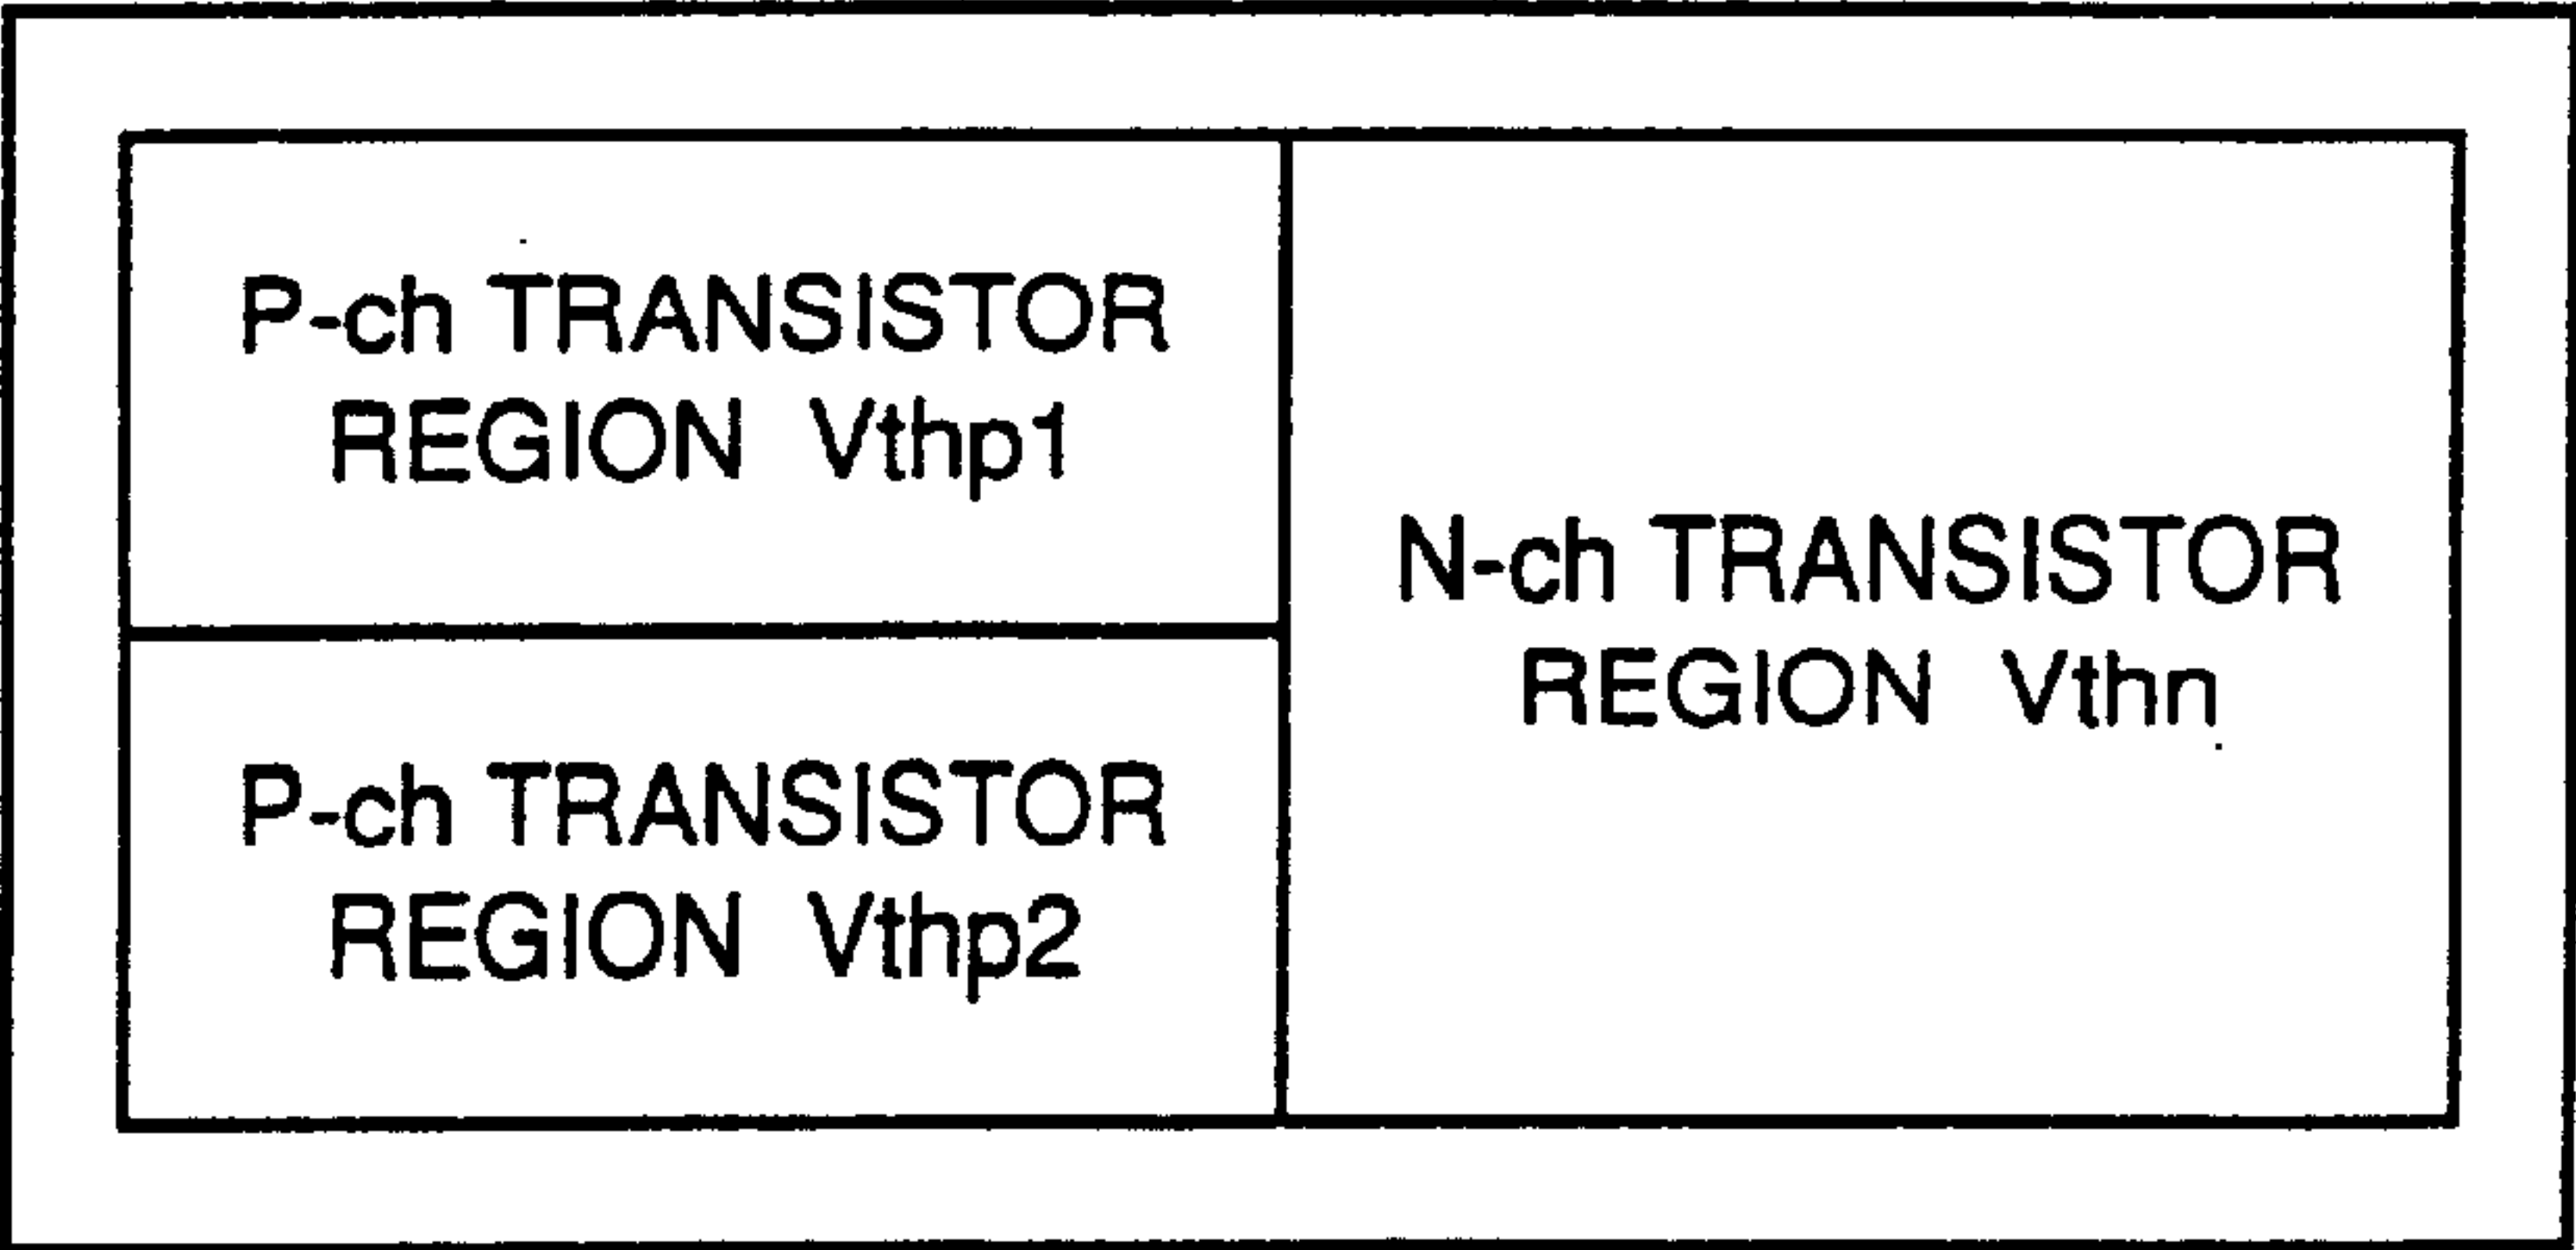 P-ch TRANSISTOR
REGION Vthp1
P-ch TRANSISTOR
REGION Vthp2
N-ch TRANSISTOR
REGION Vthn